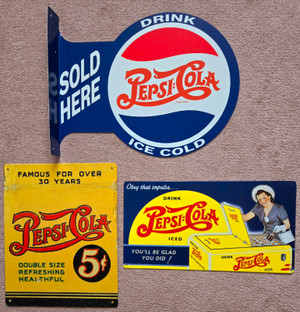 DRINK
PEPSI-COLA
ICE COLD
SOLD
HERE
FAMOUS FOR OVER
30 YEARS
PEPSI-COLA
DOUBLE SIZE
REFRESHING
HEALTHFUL
5¢
Obey that impulse...
DRINK
PEPSI-COLA
ICED
YOU'LL BE GLAD
YOU DID!
DRINK
PEPSI-COLA
ICED